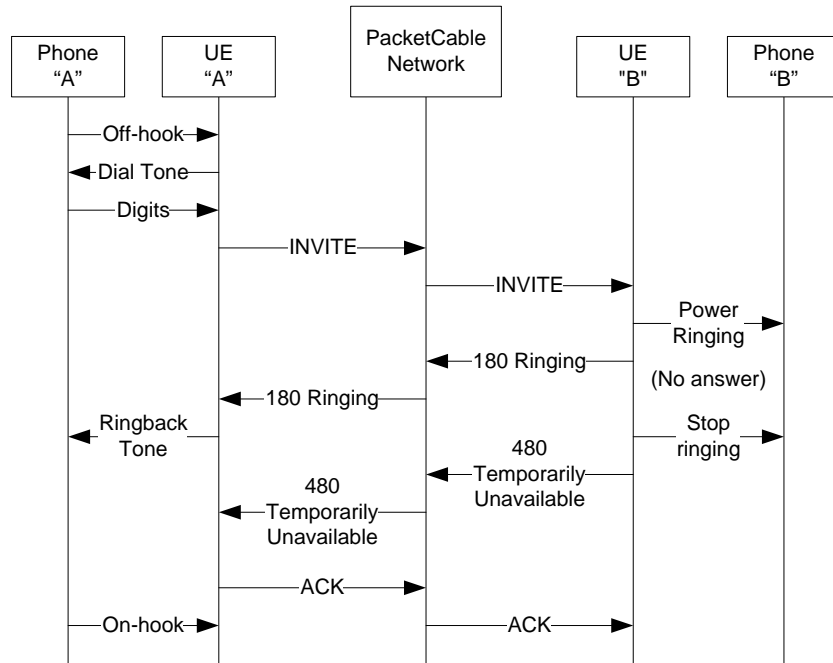 Phone
“A”
UE
“A”
PacketCable
Network
UE
"B"
Phone
“B”
Off-hook
Dial Tone
Digits
INVITE
INVITE
Power
Ringing
180 Ringing
(No answer)
180 Ringing
Ringback
Tone
Stop
ringing
480
Temporarily
Unavailable
480
Temporarily
Unavailable
ACK
On-hook
ACK